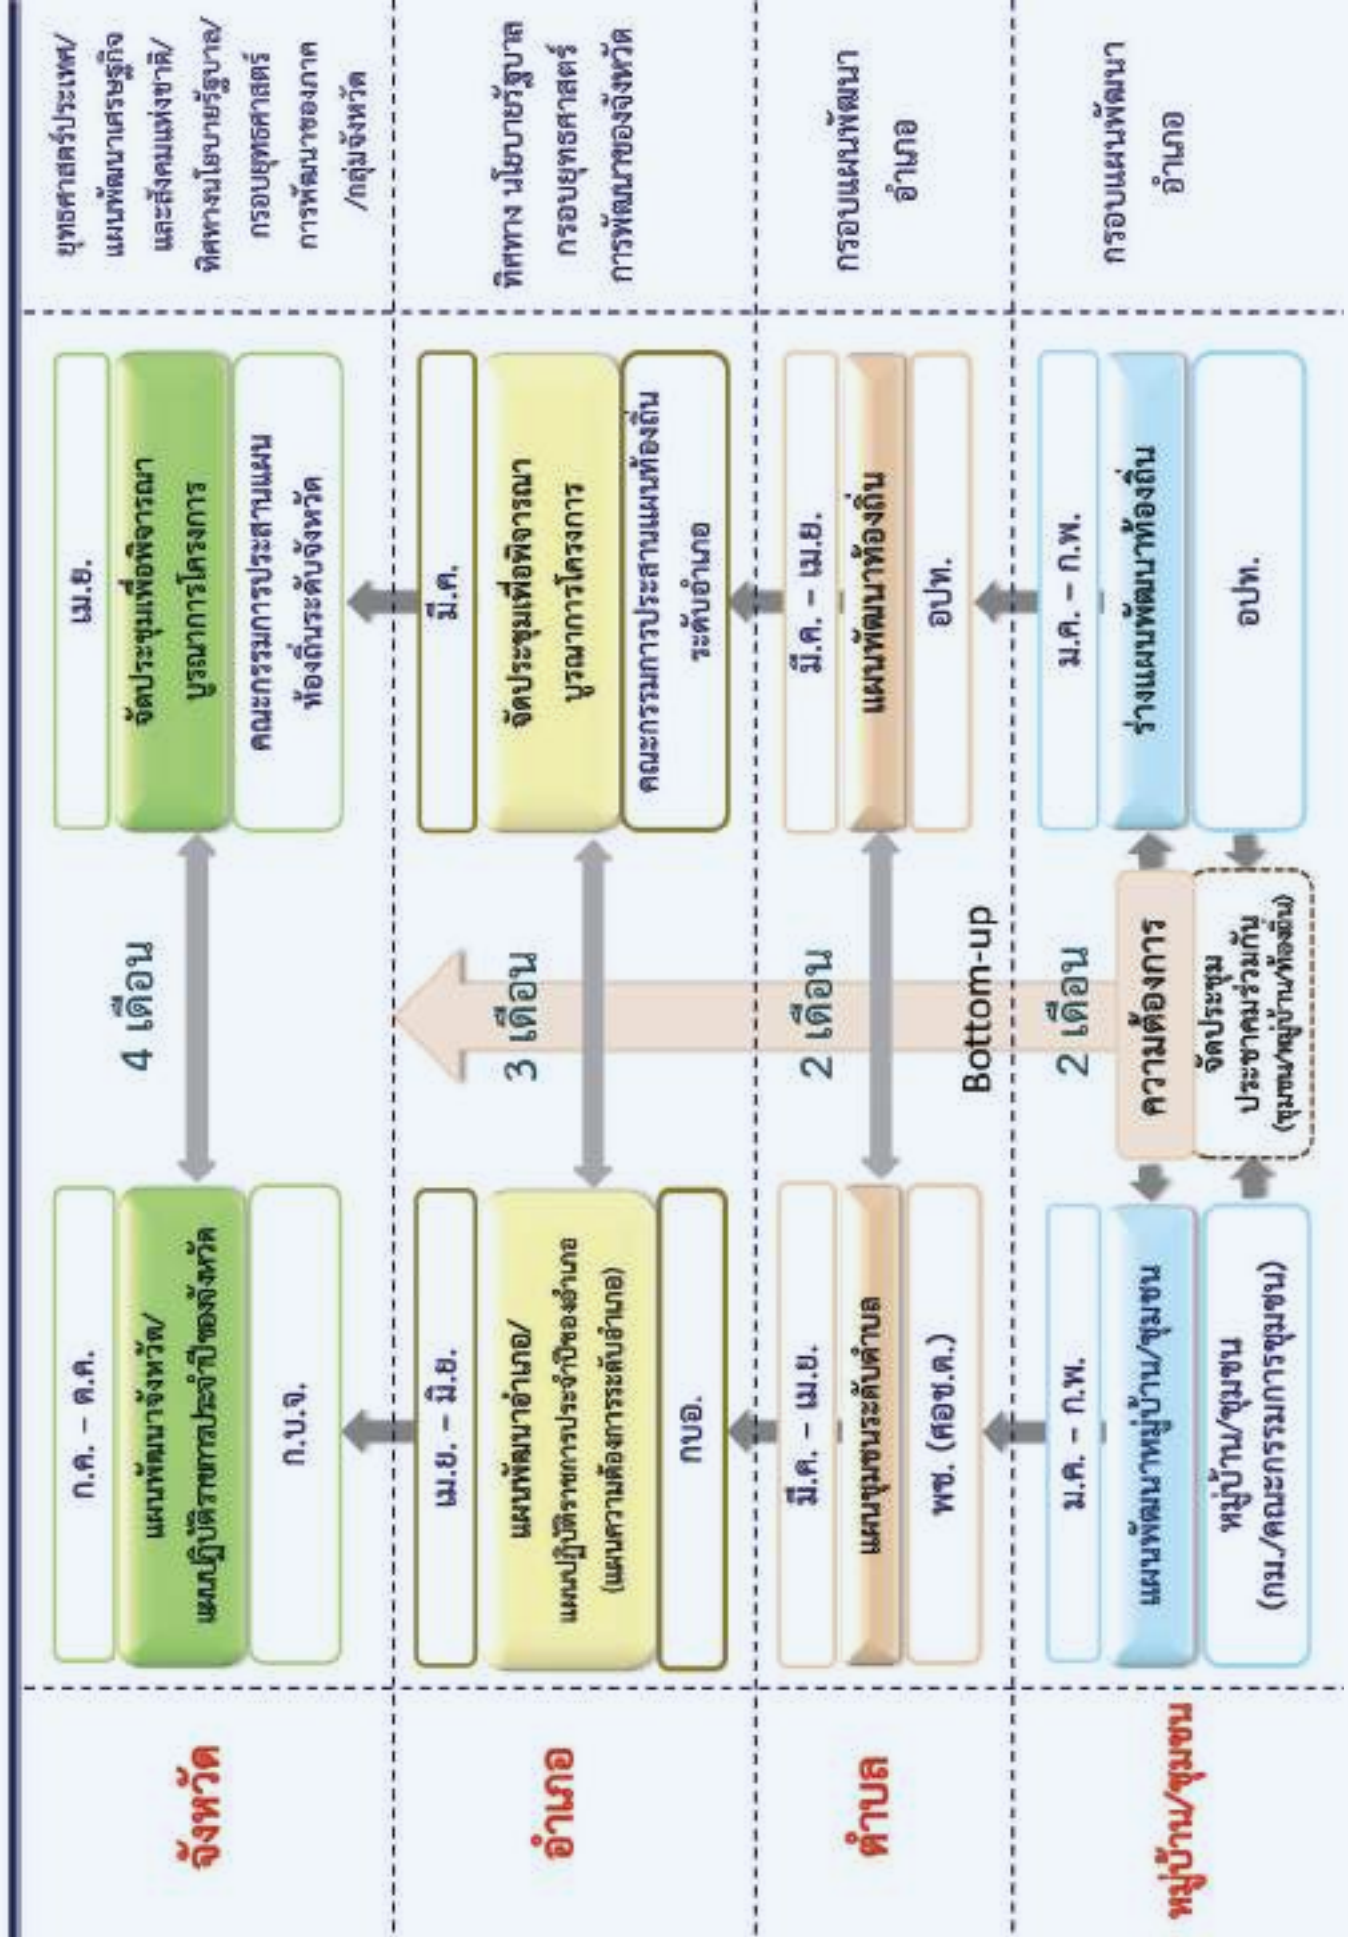 จังหวัด
ก.ค. – ต.ค.
แผนพัฒนาจังหวัด/
แผนปฏิบัติราชการประจำปีของจังหวัด
ก.บ.จ.
4 เดือน
เม.ย.
จัดประชุมเพื่อพิจารณา
บูรณาการโครงการ
คณะกรรมการประสานแผน
ท้องถิ่นระดับจังหวัด
ยุทธศาสตร์ประเทศ/
แผนพัฒนาเศรษฐกิจ
และสังคมแห่งชาติ/
ทิศทางนโยบายรัฐบาล/
กรอบยุทธศาสตร์
การพัฒนาของภาค
/กลุ่มจังหวัด
อำเภอ
เม.ย. – มิ.ย.
แผนพัฒนาอำเภอ/
แผนปฏิบัติราชการประจำปีของอำเภอ
(แผนความต้องการระดับอำเภอ)
กบอ.
3 เดือน
มี.ค.
จัดประชุมเพื่อพิจารณา
บูรณาการโครงการ
คณะกรรมการประสานแผนท้องถิ่น
ระดับอำเภอ
ทิศทาง นโยบายรัฐบาล
กรอบยุทธศาสตร์
การพัฒนาของจังหวัด
ตำบล
มี.ค. – เม.ย.
แผนชุมชนระดับตำบล
พช. (ศอช.ต.)
2 เดือน
Bottom-up
มี.ค. – เม.ย.
แผนพัฒนาท้องถิ่น
อปท.
กรอบแผนพัฒนา
อำเภอ
หมู่บ้าน/ชุมชน
ม.ค. – ก.พ.
แผนพัฒนาหมู่บ้าน/ชุมชน
หมู่บ้าน/ชุมชน
(กม./คณะกรรมการชุมชน)
2 เดือน
ความต้องการ
จัดประชุม
ประชาคมร่วมกัน
(ชุมชน/หมู่บ้าน/ท้องถิ่น)
ม.ค. – ก.พ.
ร่างแผนพัฒนาท้องถิ่น
อปท.
กรอบแผนพัฒนา
อำเภอ